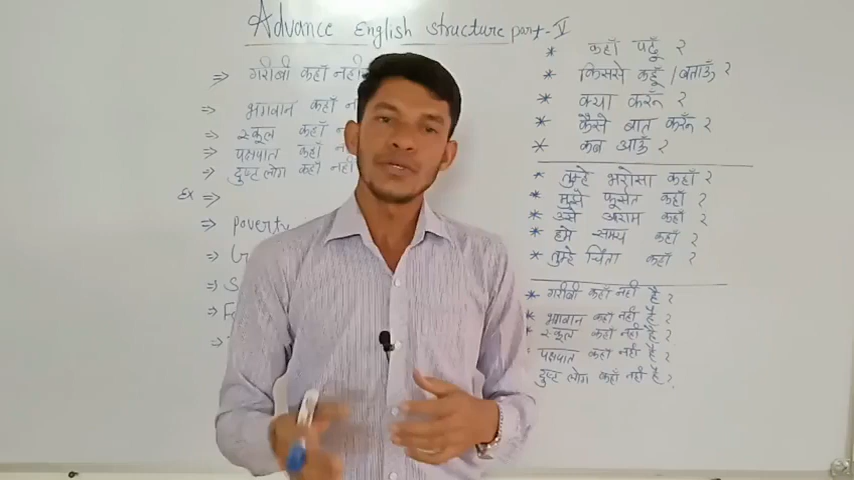 Advance English structure part-V
⇒ गरीबी कहाँ नहीं
⇒ भगवान कहाँ
⇒ स्कूल कहाँ
⇒ पक्षपात कहाँ
⇒ दुष्ट लोग कहाँ नहीं
Ex ⇒
⇒ poverty
⇒
⇒
⇒
⇒
* कहाँ पढूँ ?
* किससे कहूँ / बताऊँ ?
* क्या करूँ ?
* कैसे बात करूँ ?
* कब आऊँ ?
* तुम्हे भरोसा कहाँ ?
* मुझे फुर्सत कहाँ ?
* उसे आराम कहाँ ?
* हमे समय कहाँ ?
* तुम्हे चिंता कहाँ ?
* गरीबी कहाँ नहीं है ?
* भगवान कहाँ नहीं है ?
* स्कूल कहाँ नहीं है ?
* पक्षपात कहाँ नहीं है ?
दुष्ट लोग कहाँ नहीं है ?